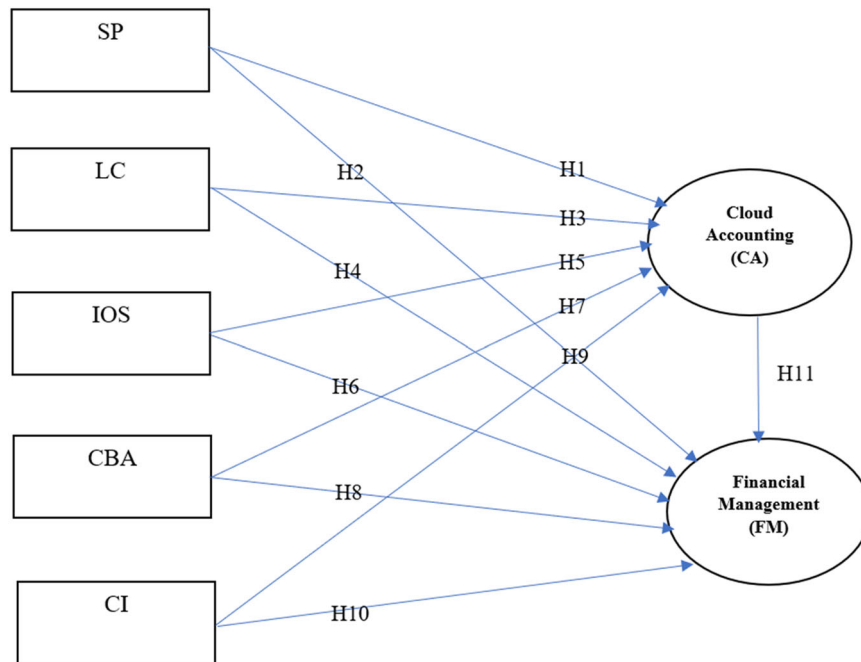 SP
H1
H2
LC
H3
Cloud
Accounting
(CA)
H4
H5
IOS
H7
H9
H6
H11
CBA
H8
Financial
Management
(FM)
CI
H10